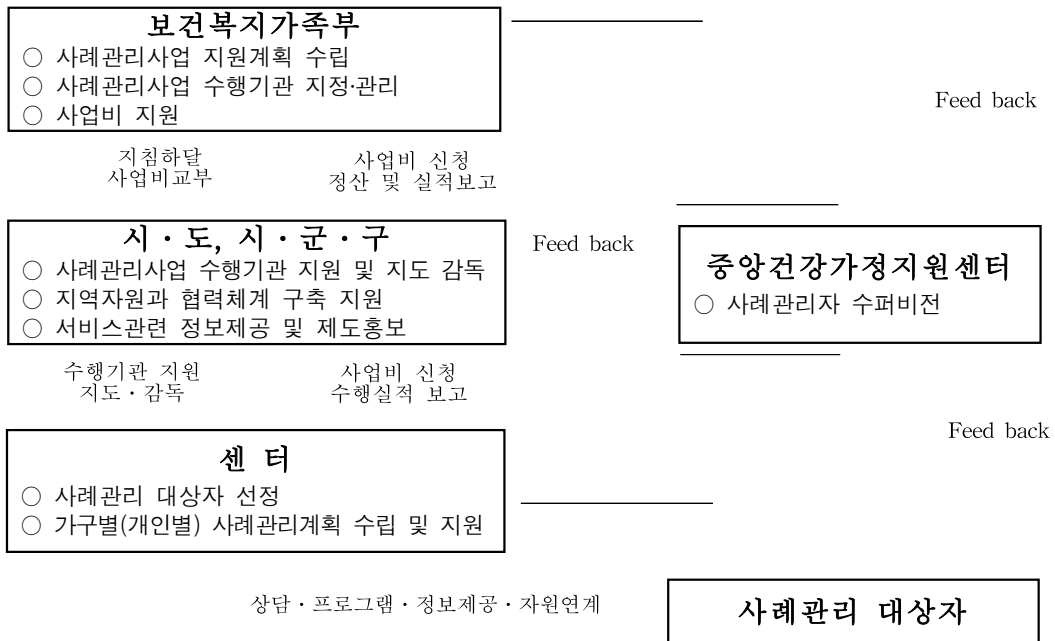 보건복지가족부
○ 사례관리사업 지원계획 수립
○ 사례관리사업 수행기관 지정·관리
○ 사업비 지원
Feed back
지침하달
사업비교부
사업비 신청
정산 및 실적보고
시·도, 시·군·구
○ 사례관리사업 수행기관 지원 및 지도 감독
○ 지역자원과 협력체계 구축 지원
○ 서비스관련 정보제공 및 제도홍보
Feed back
중앙건강가정지원센터
○ 사례관리자 수퍼비전
수행기관 지원
지도·감독
사업비 신청
수행실적 보고
Feed back
센 터
○ 사례관리 대상자 선정
○ 가구별(개인별) 사례관리계획 수립 및 지원
상담·프로그램·정보제공·자원연계
사례관리 대상자